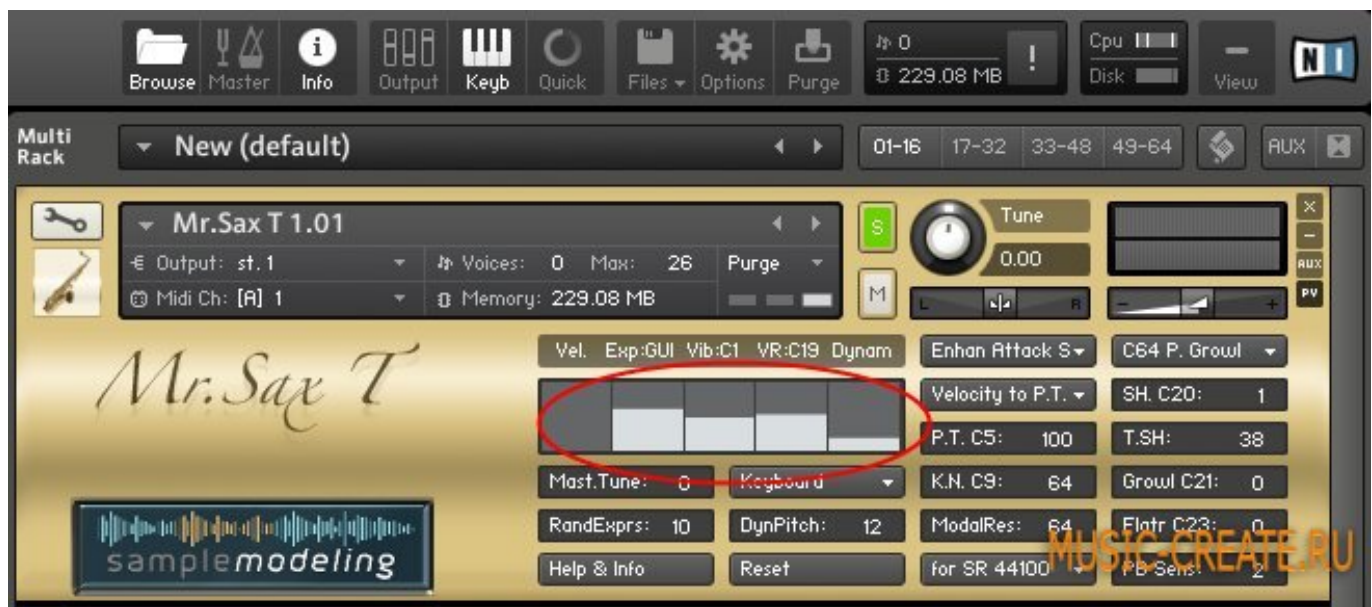 Browse Master Info Output Keyb Quick Files Options Purge
0
229.08 MB
!
Cpu
Disk
View
NI
Multi Rack
New (default)
01-16 17-32 33-48 49-64
AUX
Mr.Sax T 1.01
Output: st. 1
Voices: 0 Max: 26
Purge
Midi Ch: [A] 1
Memory: 229.08 MB
S
M
Tune
0.00
L R
- +
X
-
AUX
PV
Mr. Sax T
samplemodeling
Vel. Exp:GUI Vib:C1 VR:C19 Dynam
Mast.Tune: 0
Keyboard
RandExprs: 10
DynPitch: 12
Help & Info
Reset
Enhan Attack S
C64 P. Growl
Velocity to P.T.
SH. C20: 1
P.T. C5: 100
T.SH: 38
K.N. C9: 64
Growl C21: 0
ModalRes: 64
Flatr C23: 0
for SR 44100
PB Sens: 2
MUSIC-CREATE.RU